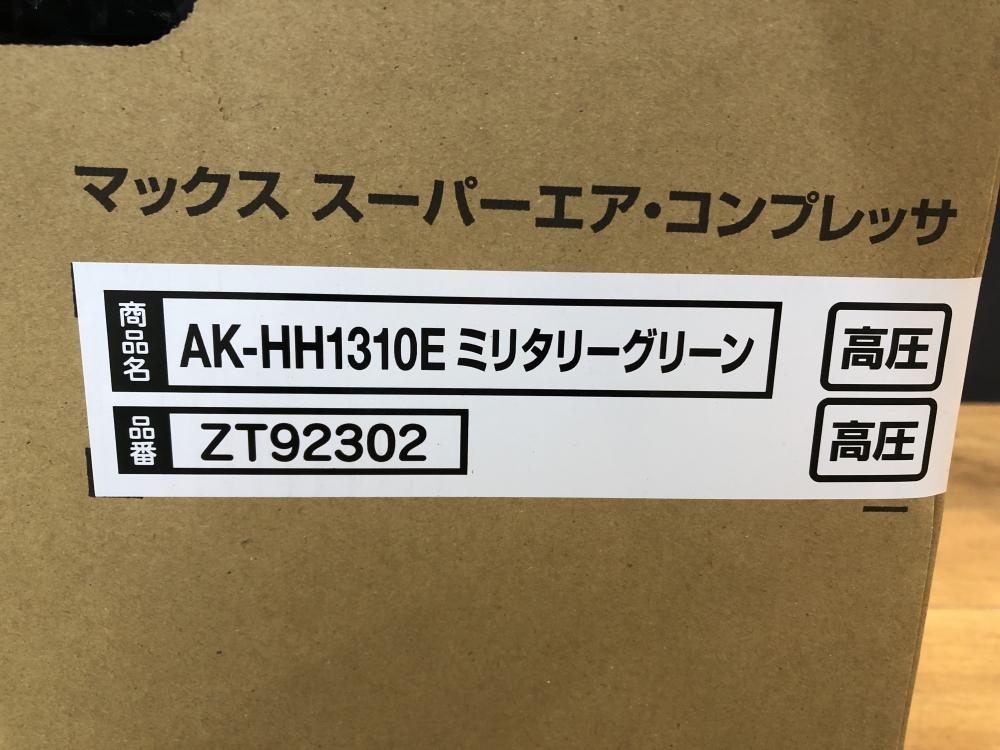 マックス スーパーエア・コンプレッサ
商品名 AK-HH1310E ミリタリーグリーン 高圧
品番 ZT92302 高圧